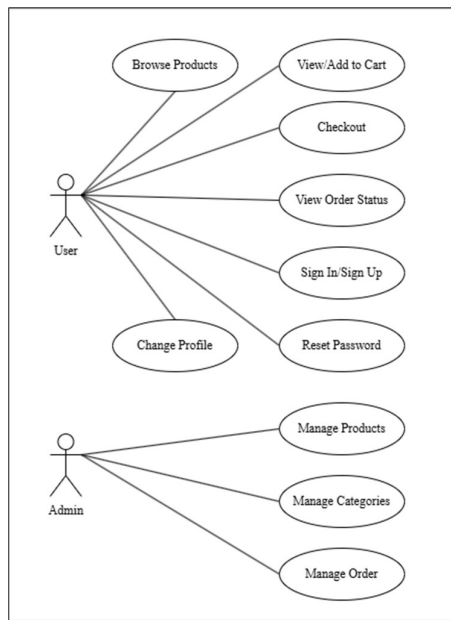 Browse Products
View/Add to Cart
Checkout
View Order Status
User
Sign In/Sign Up
Change Profile
Reset Password
Manage Products
Admin
Manage Categories
Manage Order